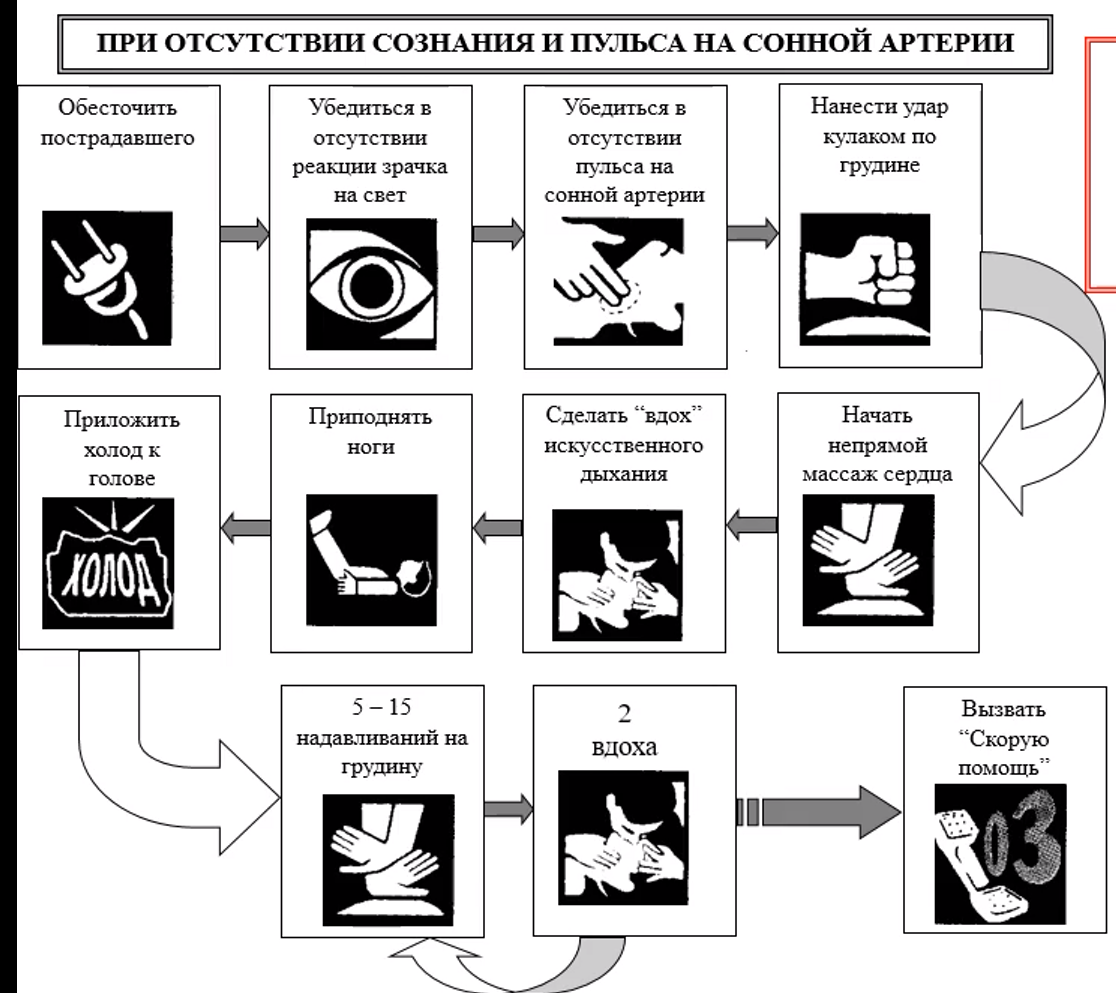 ПРИ ОТСУТСТВИИ СОЗНАНИЯ И ПУЛЬСА НА СОННОЙ АРТЕРИИ
Обесточить
пострадавшего
Убедиться в
отсутствии
реакции зрачка
на свет
Убедиться в
отсутствии
пульса на
сонной артерии
Нанести удар
кулаком по
грудине
Начать
непрямой
массаж сердца
Сделать “вдох”
искусственного
дыхания
Приподнять
ноги
Приложить
холод к
голове
ХОЛОД
5 – 15
надавливаний на
грудину
2
вдоха
Вызвать
“Скорую
помощь”
03